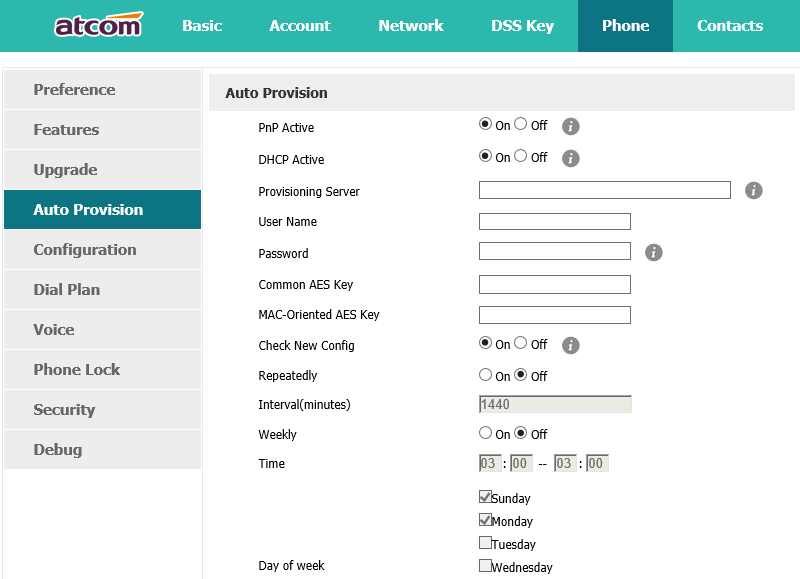 atcom Basic Account Network DSS Key Phone Contacts
Preference
Features
Upgrade
Auto Provision
Configuration
Dial Plan
Voice
Phone Lock
Security
Debug
Auto Provision
PnP Active On Off i
DHCP Active On Off i
Provisioning Server i
User Name
Password i
Common AES Key
MAC-Oriented AES Key
Check New Config On Off i
Repeatedly On Off
Interval(minutes) 1440
Weekly On Off
Time 03 : 00 -- 03 : 00
Sunday
Monday
Tuesday
Day of week Wednesday